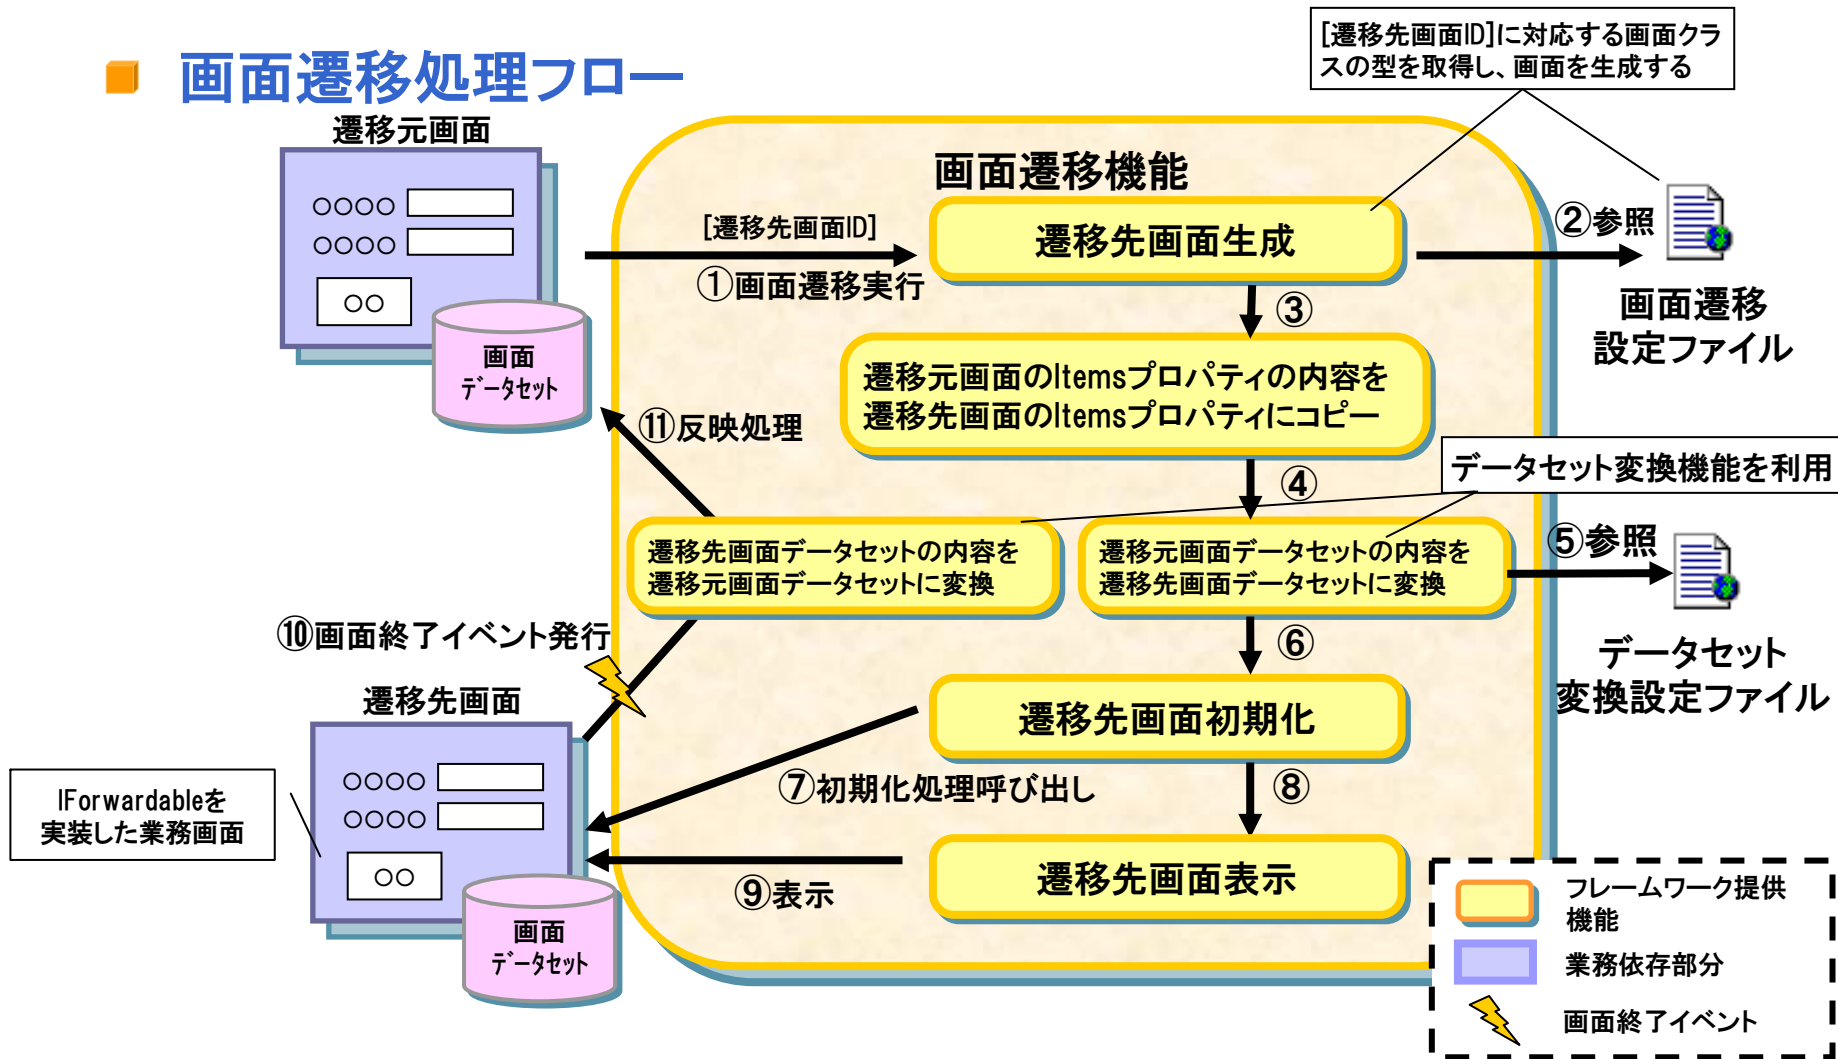 [遷移先画面ID]に対応する画面クラ
スの型を取得し、画面を生成する
画面遷移処理フロー
遷移元画面
○○○○
○○○○
○○
画面
データセット
画面遷移機能
[遷移先画面ID]
①画面遷移実行
遷移先画面生成
②参照
画面遷移
設定ファイル
③
遷移元画面のItemsプロパティの内容を
遷移先画面のItemsプロパティにコピー
⑪反映処理
④
データセット変換機能を利用
遷移先画面データセットの内容を
遷移元画面データセットに変換
遷移元画面データセットの内容を
遷移先画面データセットに変換
⑤参照
データセット
変換設定ファイル
⑩画面終了イベント発行
⑥
遷移先画面
遷移先画面初期化
IForwardableを
実装した業務画面
○○○○
○○○○
○○
画面
データセット
⑦初期化処理呼び出し
⑧
遷移先画面表示
⑨表示
フレームワーク提供
機能
業務依存部分
画面終了イベント